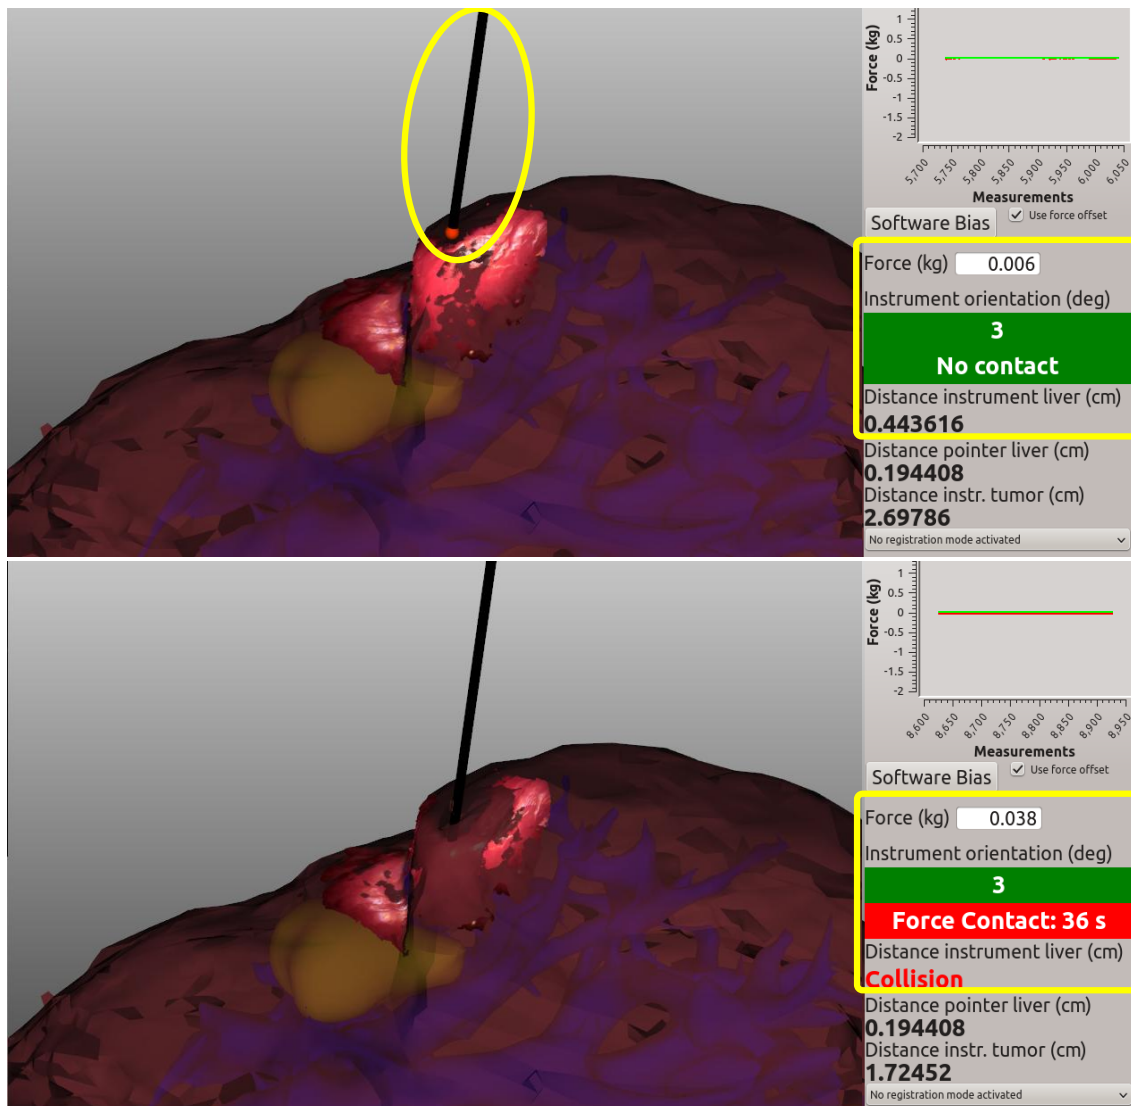 Force (kg)
1
0.5
0
-0.5
-1
-1.5
-2
5,700
5,750
5,800
5,850
5,900
5,950
6,000
6,050
Measurements
Software Bias
Use force offset
Force (kg) 0.006
Instrument orientation (deg)
3
No contact
Distance instrument liver (cm)
0.443616
Distance pointer liver (cm)
0.194408
Distance instr. tumor (cm)
2.69786
No registration mode activated
Force (kg)
1
0.5
0
-0.5
-1
-1.5
-2
8,600
8,650
8,700
8,750
8,800
8,850
8,900
8,950
Measurements
Software Bias
Use force offset
Force (kg) 0.038
Instrument orientation (deg)
3
Force Contact: 36 s
Distance instrument liver (cm)
Collision
Distance pointer liver (cm)
0.194408
Distance instr. tumor (cm)
1.72452
No registration mode activated